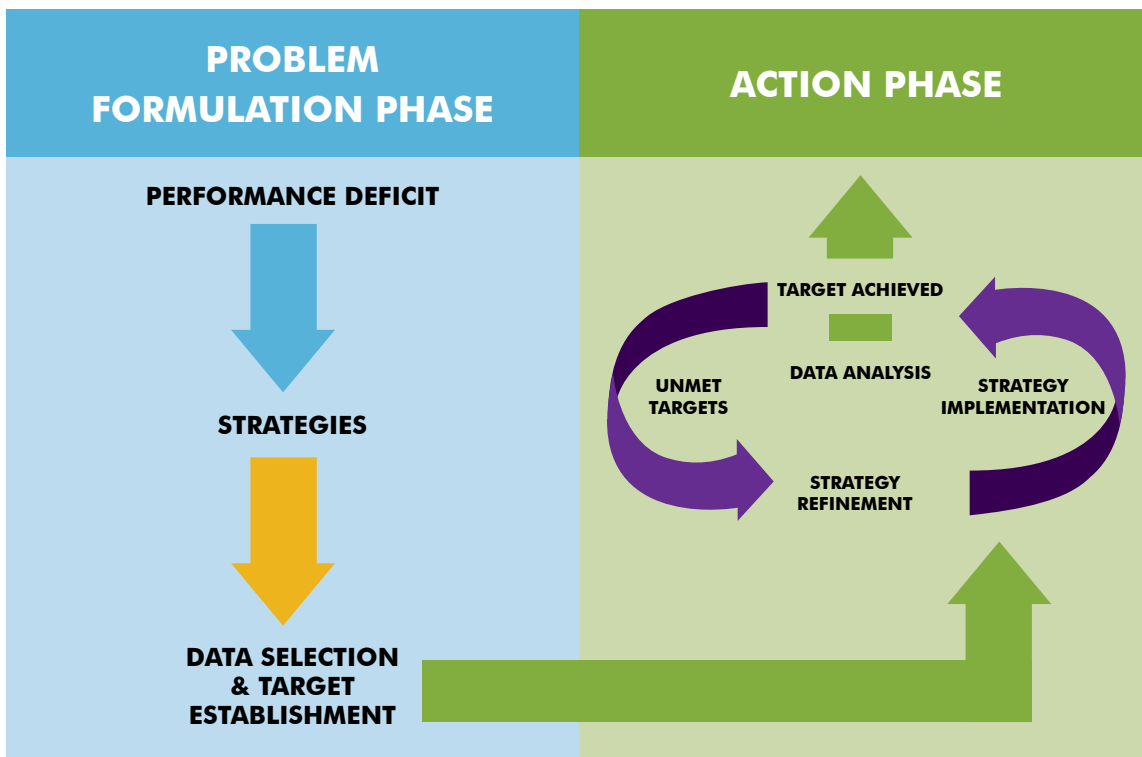 PROBLEM
FORMULATION PHASE
PERFORMANCE DEFICIT
STRATEGIES
DATA SELECTION
& TARGET
ESTABLISHMENT
ACTION PHASE
TARGET ACHIEVED
DATA ANALYSIS
UNMET
TARGETS
STRATEGY
IMPLEMENTATION
STRATEGY
REFINEMENT